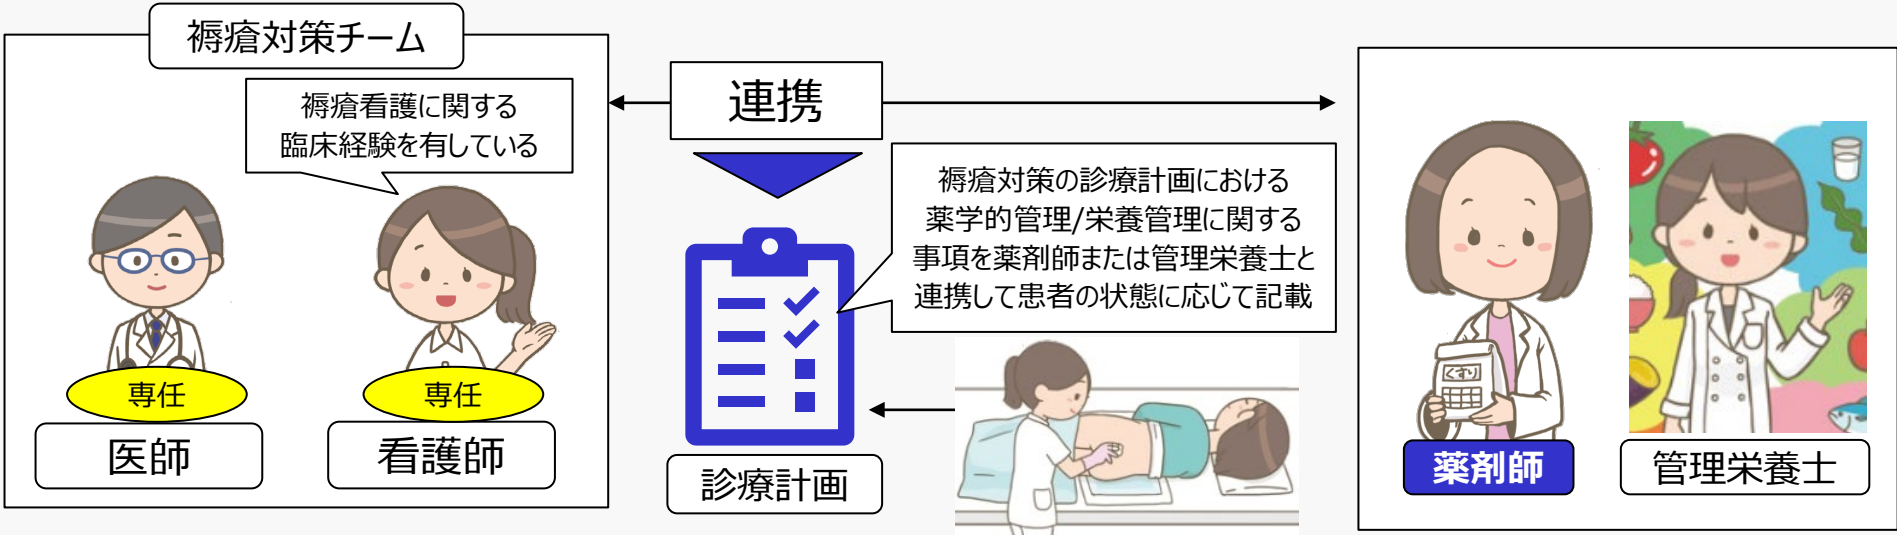 褥瘡対策チーム
褥瘡看護に関する
臨床経験を有している
専任
医師
専任
看護師
連携
褥瘡対策の診療計画における
薬学的管理/栄養管理に関する
事項を薬剤師または管理栄養士と
連携して患者の状態に応じて記載
診療計画
くすり
薬剤師
管理栄養士